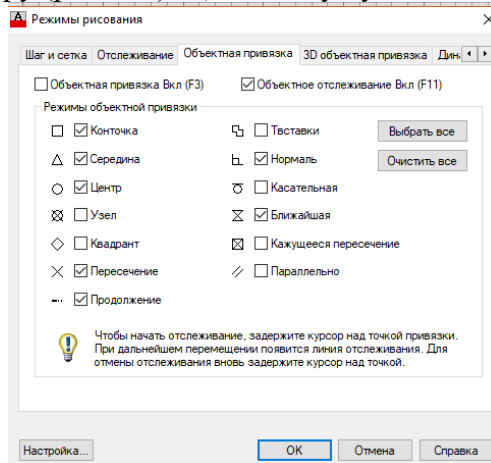 Режимы рисования
Шаг и сетка Отслеживание Объектная привязка 3D объектная привязка Дин
Объектная привязка Вкл (F3) Объектное отслеживание Вкл (F11)
Режимы объектной привязки
Конточка Твставки Выбрать все
Середина Нормаль Очистить все
Центр Касательная
Узел Ближайшая
Квадрант Кажущееся пересечение
Пересечение Параллельно
Продолжение
Чтобы начать отслеживание, задержите курсор над точкой привязки.
При дальнейшем перемещении появится линия отслеживания. Для
отмены отслеживания вновь задержите курсор над точкой.
Настройка... OK Отмена Справка